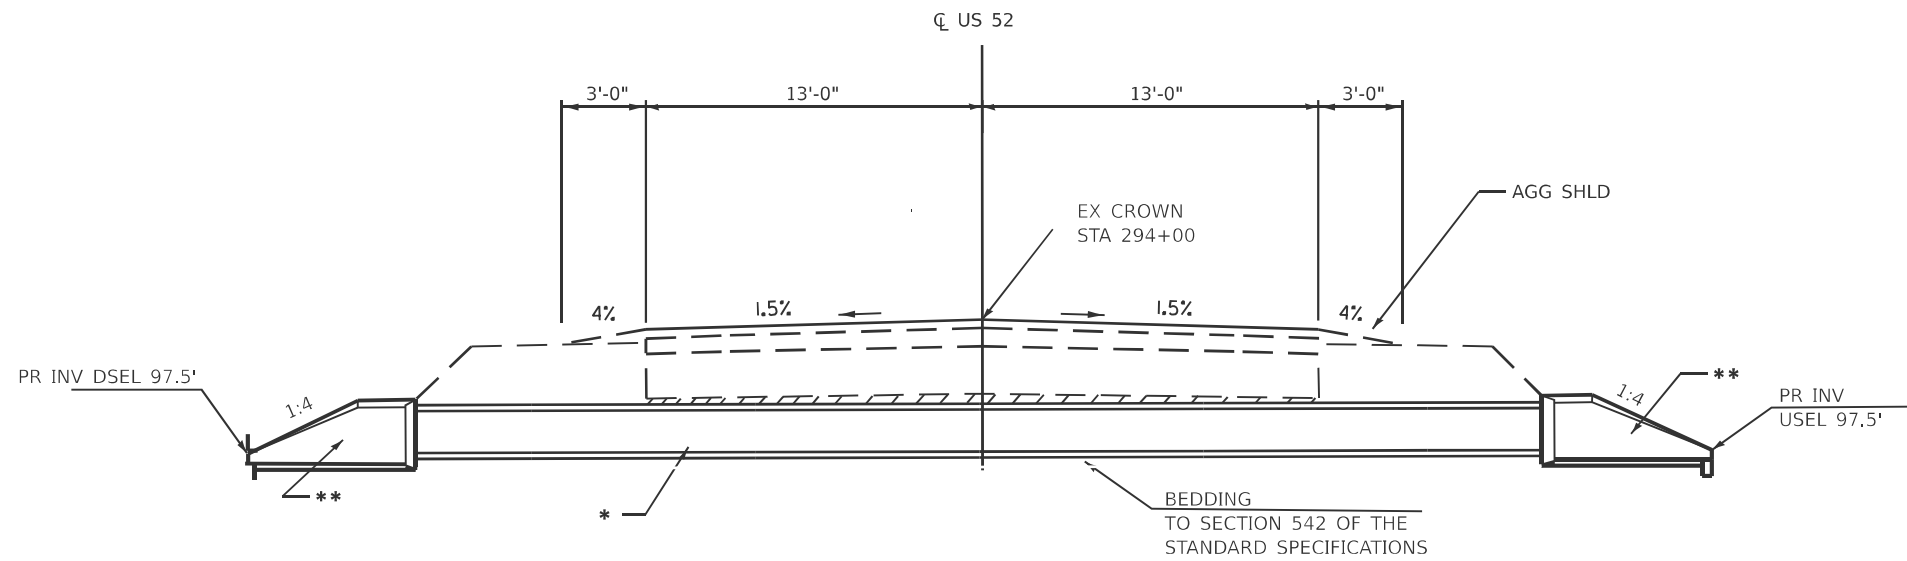 ℄ US 52
3'-0" 13'-0" 13'-0" 3'-0"
AGG SHLD
EX CROWN
STA 294+00
4% 1.5% 1.5% 4%
PR INV DSEL 97.5'
1:4
1:4
**
PR INV
USEL 97.5'
**
*
BEDDING
TO SECTION 542 OF THE
STANDARD SPECIFICATIONS